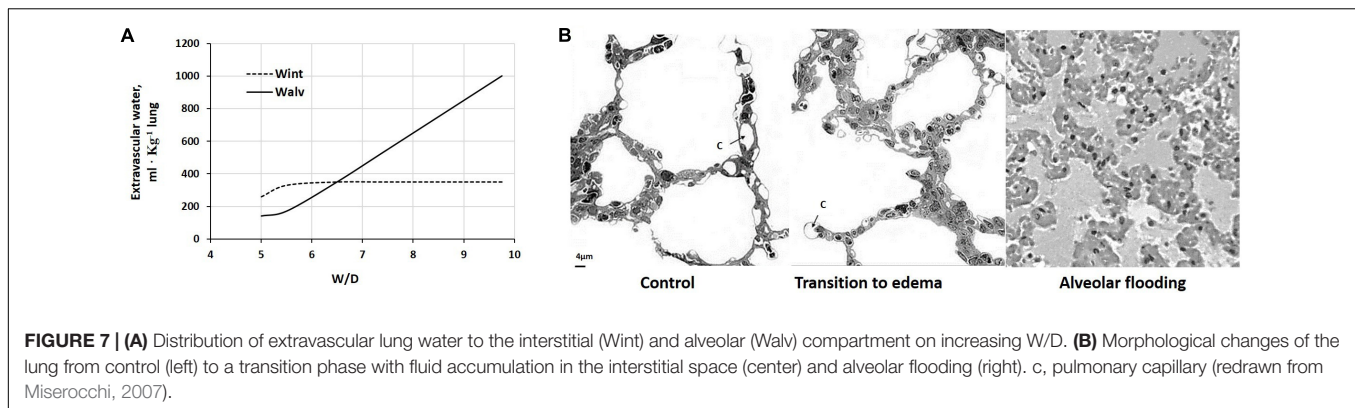 A
1200
1000
800
600
400
200
0
Extravascular water,
ml · Kg⁻¹ lung
Wint
Walv
4 5 6 7 8 9 10
W/D
B
C
C
4μm
Control
Transition to edema
Alveolar flooding
FIGURE 7 | (A) Distribution of extravascular lung water to the interstitial (Wint) and alveolar (Walv) compartment on increasing W/D. (B) Morphological changes of the
lung from control (left) to a transition phase with fluid accumulation in the interstitial space (center) and alveolar flooding (right). c, pulmonary capillary (redrawn from
Miserocchi, 2007).